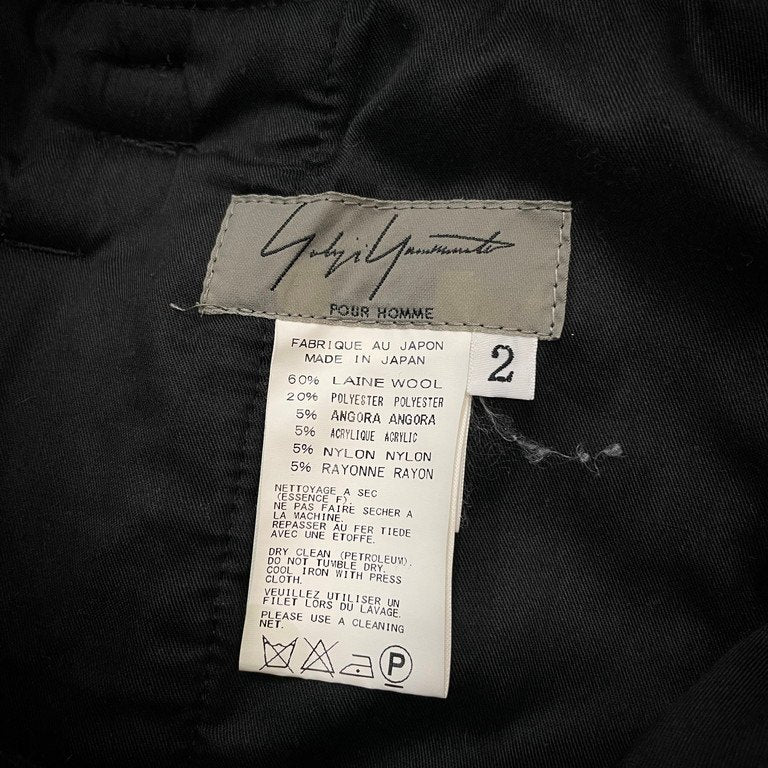 Yohji Yamamoto
POUR HOMME
2
FABRIQUE AU JAPON
MADE IN JAPAN
60% LAINE WOOL
20% POLYESTER POLYESTER
5% ANGORA ANGORA
5% ACRYLIQUE ACRYLIC
5% NYLON NYLON
5% RAYONNE RAYON
NETTOYAGE A SEC
(ESSENCE F).
NE PAS FAIRE SECHER A
LA MACHINE.
REPASSER AU FER TIEDE
AVEC UNE ETOFFE.
DRY CLEAN (PETROLEUM).
DO NOT TUMBLE DRY.
COOL IRON WITH PRESS
CLOTH.
VEUILLEZ UTILISER UN
FILET LORS DU LAVAGE.
PLEASE USE A CLEANING
NET.
P